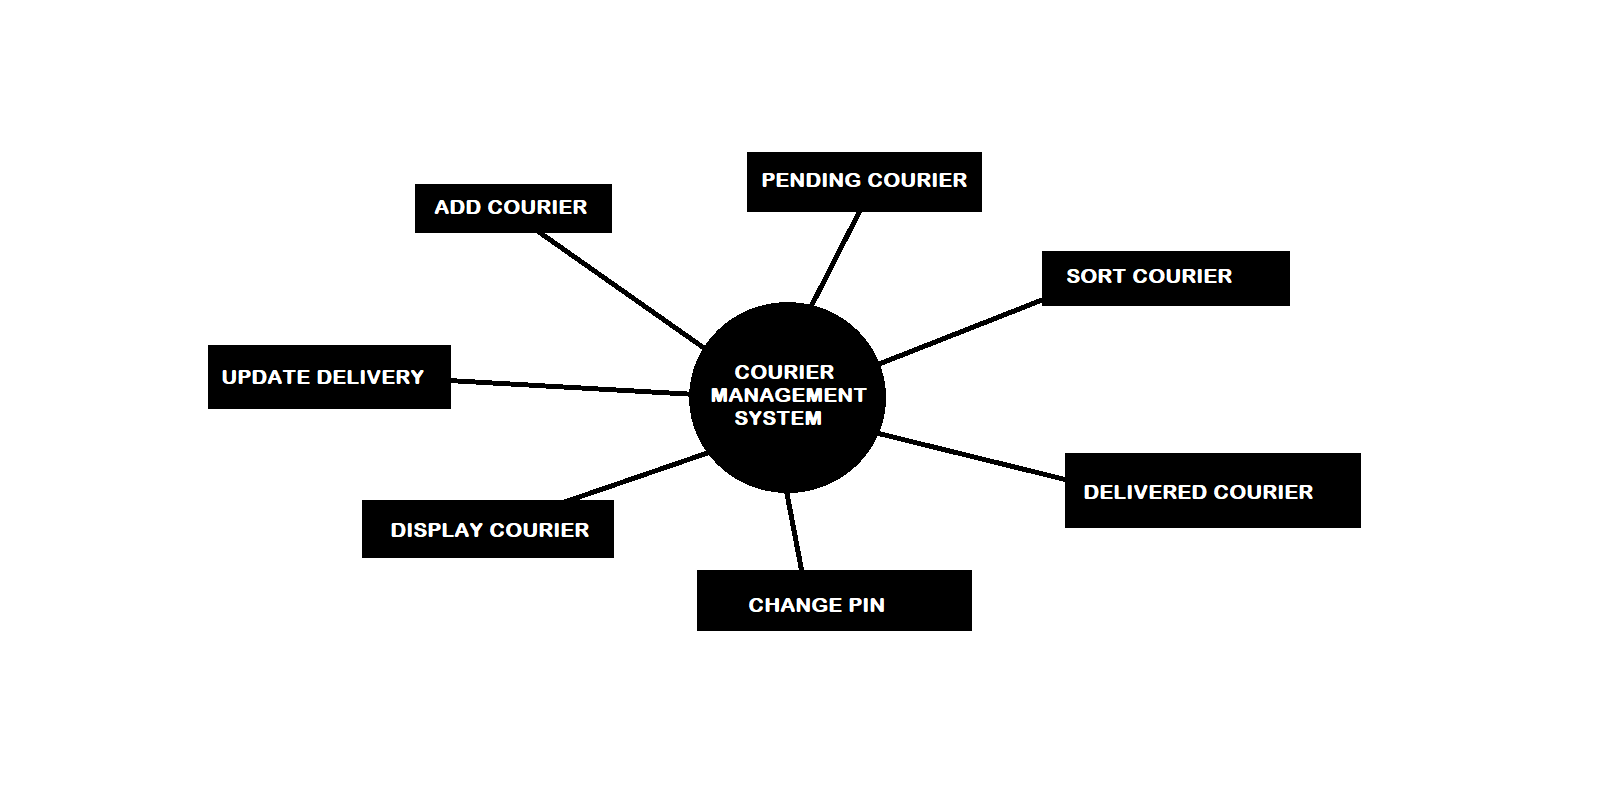 PENDING COURIER
ADD COURIER
SORT COURIER
UPDATE DELIVERY
COURIER
MANAGEMENT
SYSTEM
DELIVERED COURIER
DISPLAY COURIER
CHANGE PIN